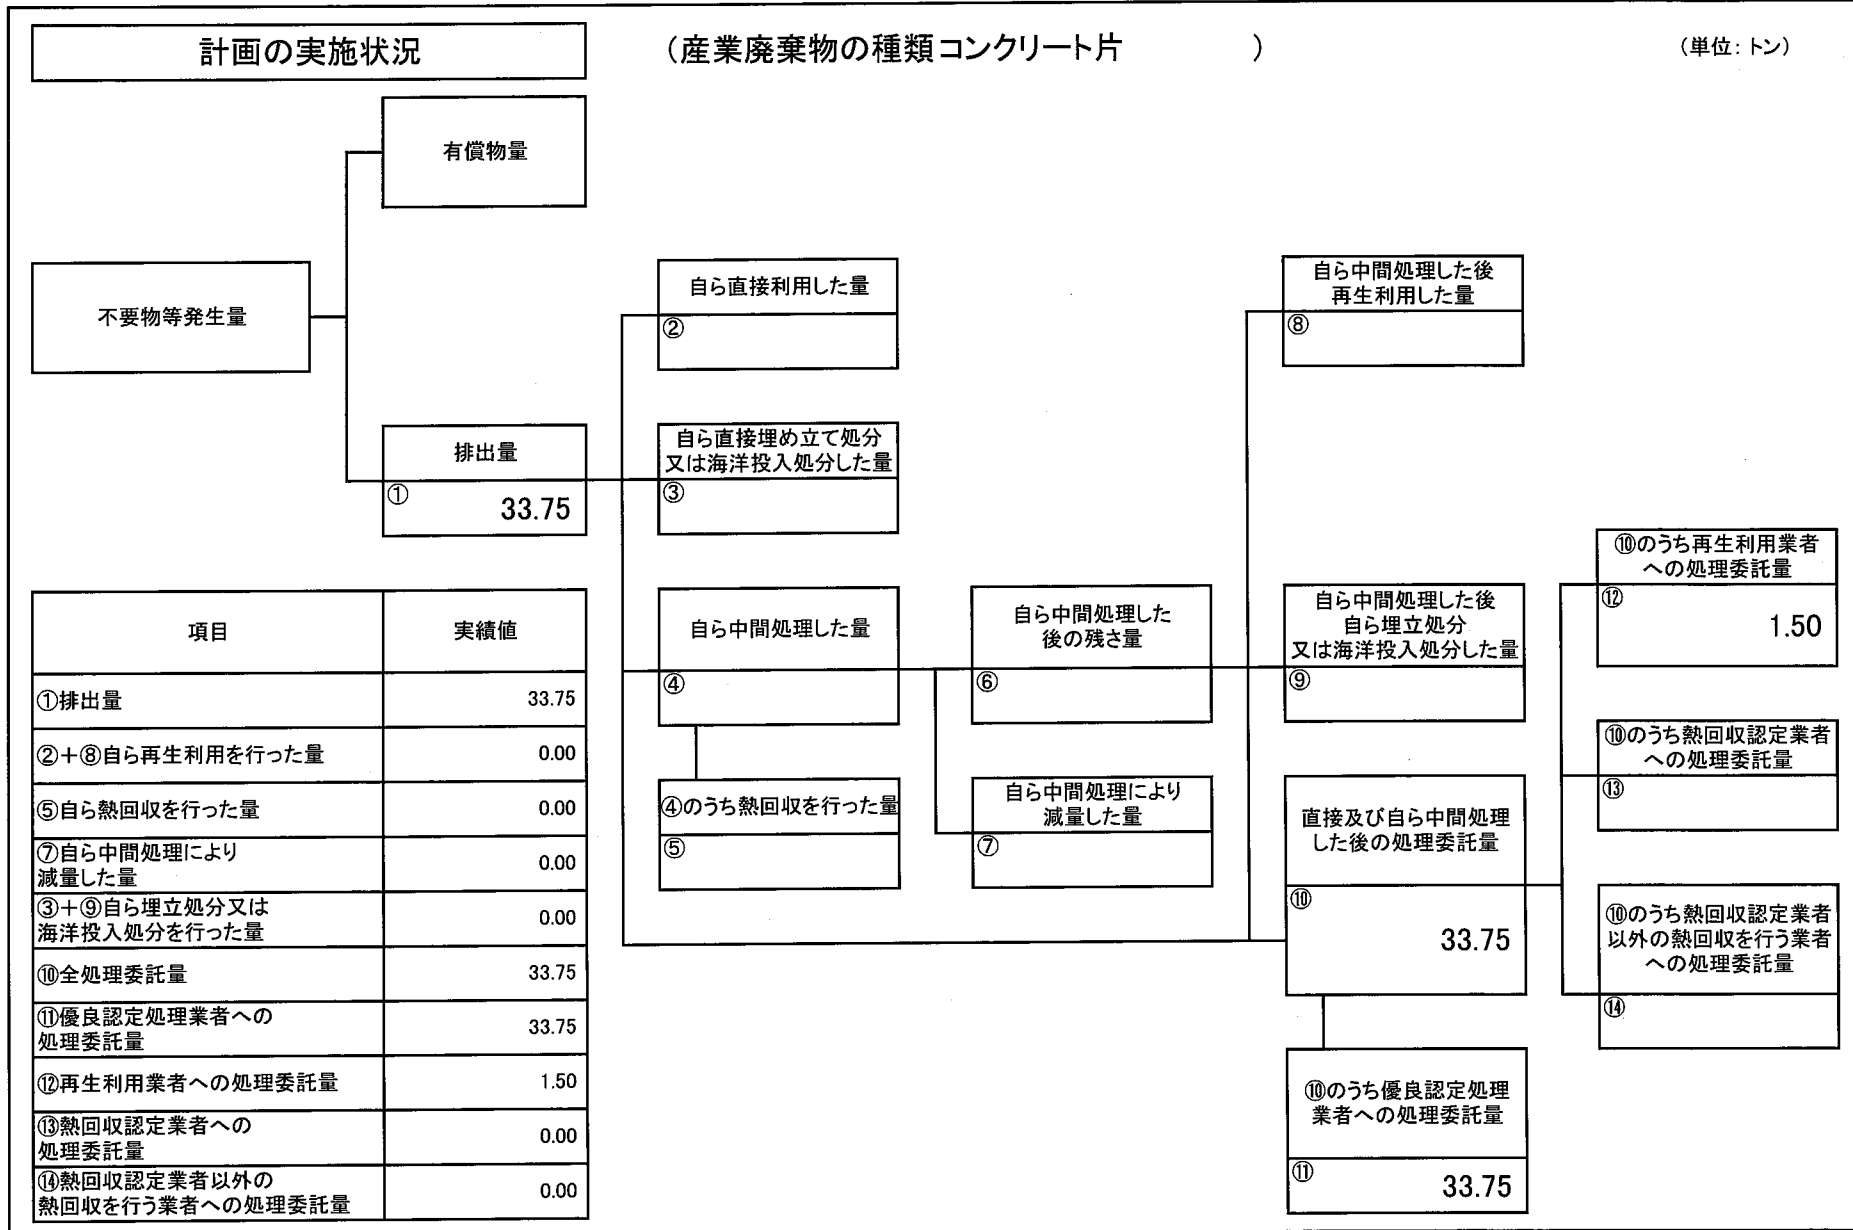 計画の実施状況
（産業廃棄物の種類コンクリート片　　　　）
（単位：トン）
有償物量
不要物等発生量
排出量
①
33.75
自ら直接利用した量
②
自ら直接埋め立て処分
又は海洋投入処分した量
③
自ら中間処理した量
④
④のうち熱回収を行った量
⑤
自ら中間処理した
後の残さ量
⑥
自ら中間処理により
減量した量
⑦
自ら中間処理した後
再生利用した量
⑧
自ら中間処理した後
自ら埋立処分
又は海洋投入処分した量
⑨
直接及び自ら中間処理
した後の処理委託量
⑩
33.75
⑩のうち優良認定処理
業者への処理委託量
⑪
33.75
⑩のうち再生利用業者
への処理委託量
⑫
1.50
⑩のうち熱回収認定業者
への処理委託量
⑬
⑩のうち熱回収認定業者
以外の熱回収を行う業者
への処理委託量
⑭
項目 実績値
①排出量 33.75
②＋⑧自ら再生利用を行った量 0.00
⑤自ら熱回収を行った量 0.00
⑦自ら中間処理により
減量した量 0.00
③＋⑨自ら埋立処分又は
海洋投入処分を行った量 0.00
⑩全処理委託量 33.75
⑪優良認定処理業者への
処理委託量 33.75
⑫再生利用業者への処理委託量 1.50
⑬熱回収認定業者への
処理委託量 0.00
⑭熱回収認定業者以外の
熱回収を行う業者への処理委託量 0.00